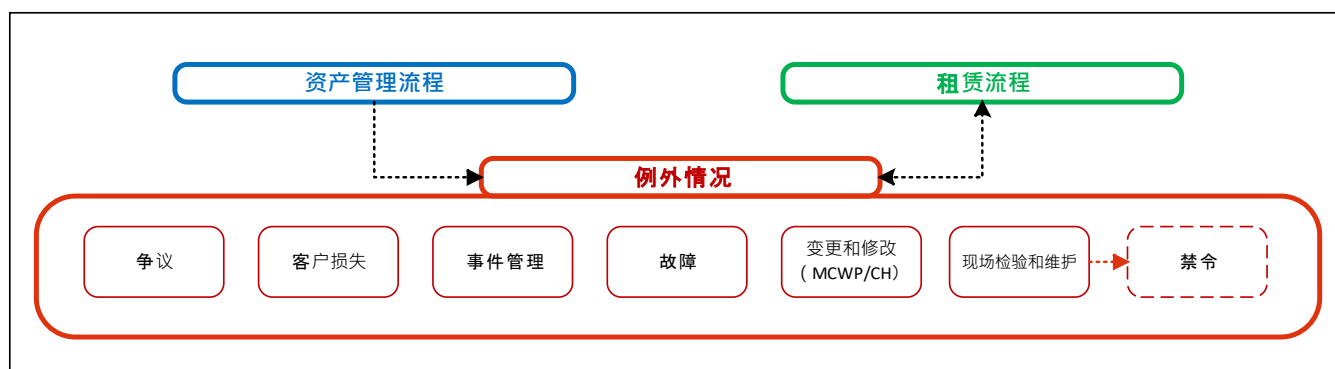 资产管理流程
租赁流程
例外情况
争议
客户损失
事件管理
故障
变更和修改
( MCWP/CH）
现场检验和维护
禁令